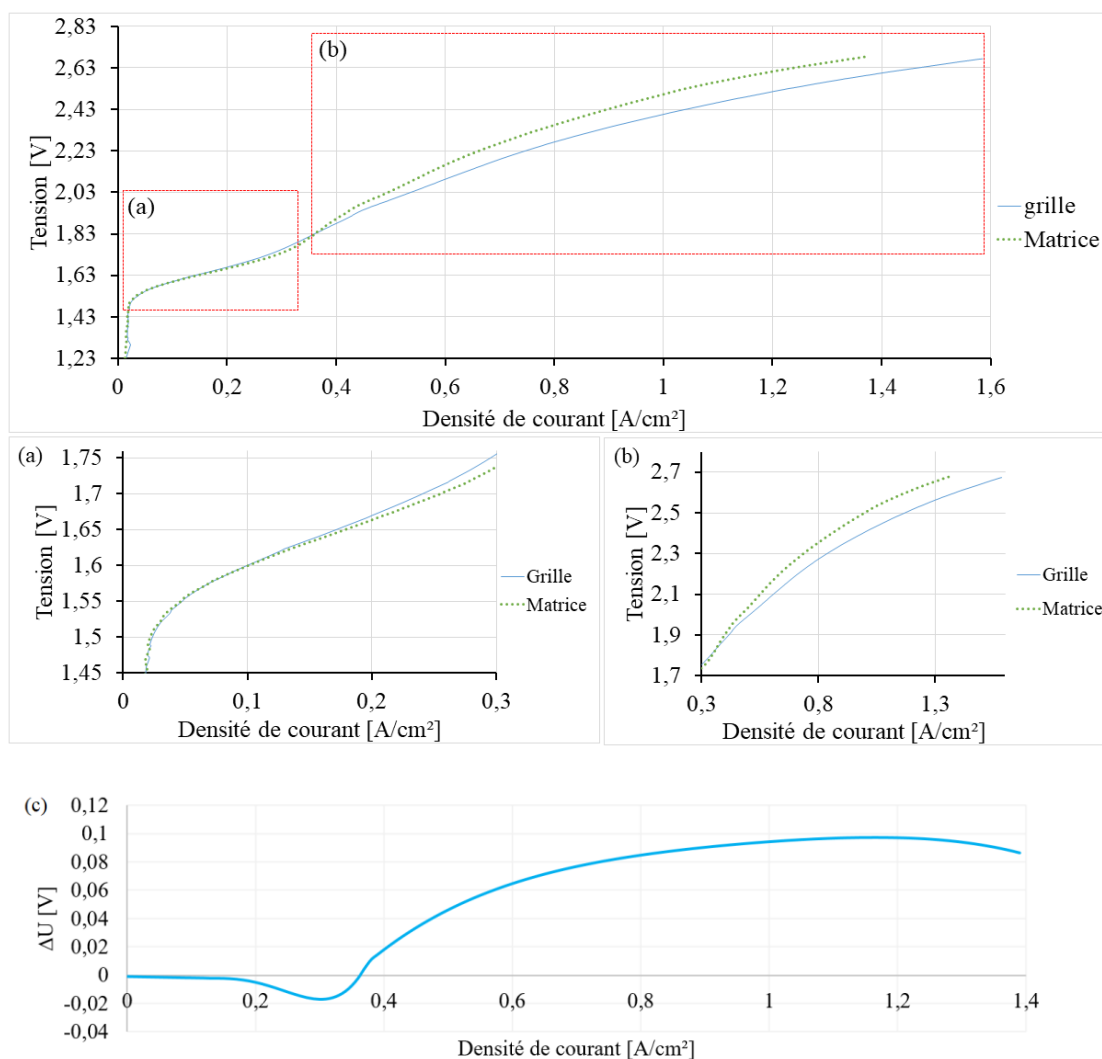 2,83
2,63
2,43
2,23
2,03
1,83
1,63
1,43
1,23
Tension [V]
(a)
(b)
0 0,2 0,4 0,6 0,8 1 1,2 1,4 1,6
Densité de courant [A/cm²]
grille
Matrice
(a)
1,75
1,7
1,65
1,6
1,55
1,5
1,45
Tension [V]
0 0,1 0,2 0,3
Densité de courant [A/cm²]
Grille
Matrice
(b)
2,7
2,5
2,3
2,1
1,9
1,7
Tension [V]
0,3 0,8 1,3
Densité de courant [A/cm²]
Grille
Matrice
(c)
0,12
0,1
0,08
0,06
0,04
0,02
0
-0,02
-0,04
ΔU [V]
0 0,2 0,4 0,6 0,8 1 1,2 1,4
Densité de courant [A/cm²]